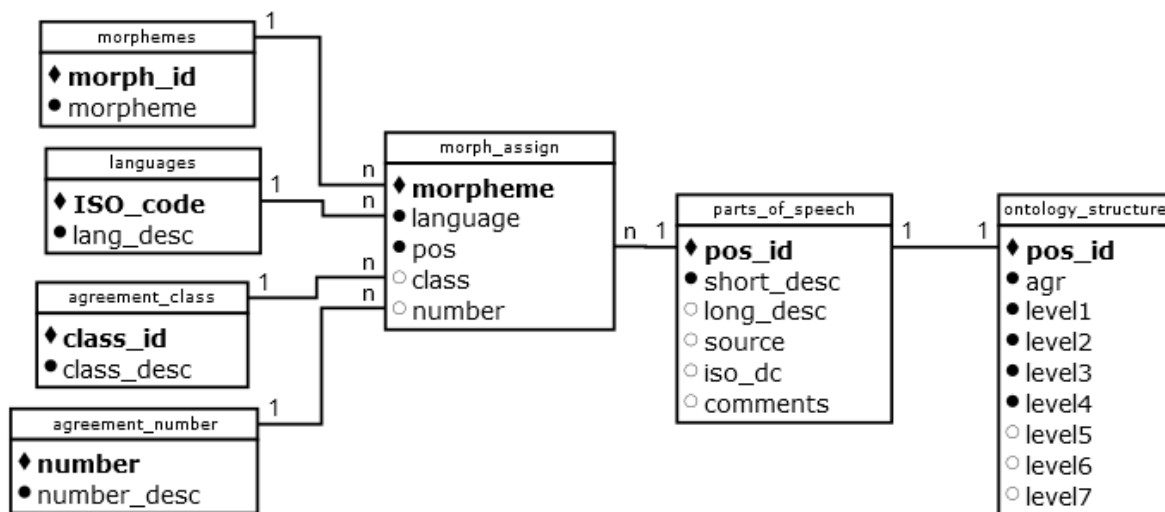 morphemes
morph_id
morpheme
1
languages
ISO_code
lang_desc
1
agreement_class
class_id
class_desc
1
agreement_number
number
number_desc
1
n
n
n
n
morph_assign
morpheme
language
pos
class
number
n
1
parts_of_speech
pos_id
short_desc
long_desc
source
iso_dc
comments
1
1
ontology_structure
pos_id
agr
level1
level2
level3
level4
level5
level6
level7